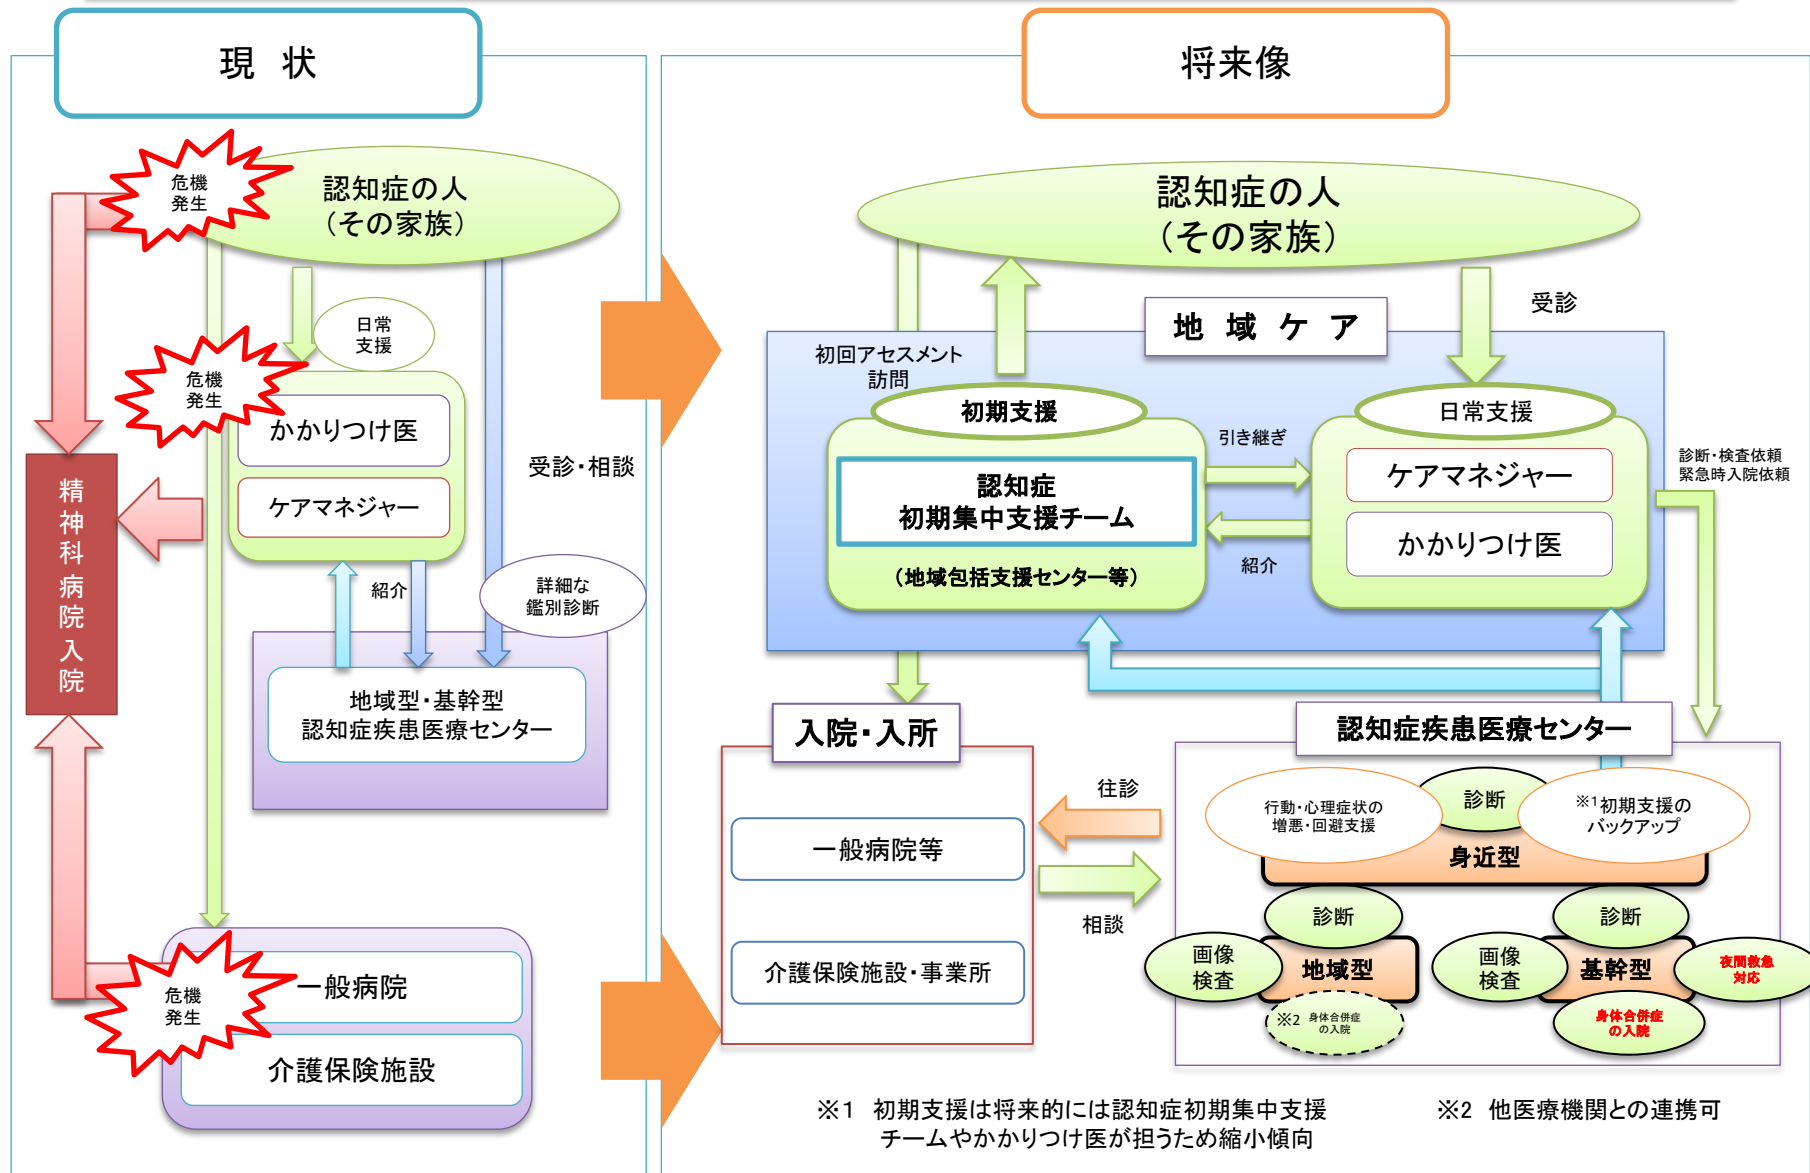 現 状
危機
発生
認知症の人
（その家族）
日常
支援
危機
発生
かかりつけ医
ケアマネジャー
受診・相談
精神科病院入院
紹介
詳細な
鑑別診断
地域型・基幹型
認知症疾患医療センター
危機
発生
一般病院
介護保険施設
将来像
認知症の人
（その家族）
受診
地 域 ケ ア
初回アセスメント
訪問
初期支援
認知症
初期集中支援チーム
（地域包括支援センター等）
引き継ぎ
紹介
日常支援
ケアマネジャー
かかりつけ医
診断・検査依頼
緊急時入院依頼
入院・入所
一般病院等
介護保険施設・事業所
往診
相談
認知症疾患医療センター
行動・心理症状の
増悪・回避支援
診断
※1初期支援の
バックアップ
身近型
診断
画像
検査
地域型
※2 身体合併症
の入院
診断
画像
検査
基幹型
夜間救急
対応
身体合併症
の入院
※1 初期支援は将来的には認知症初期集中支援
チームやかかりつけ医が担うため縮小傾向
※2 他医療機関との連携可